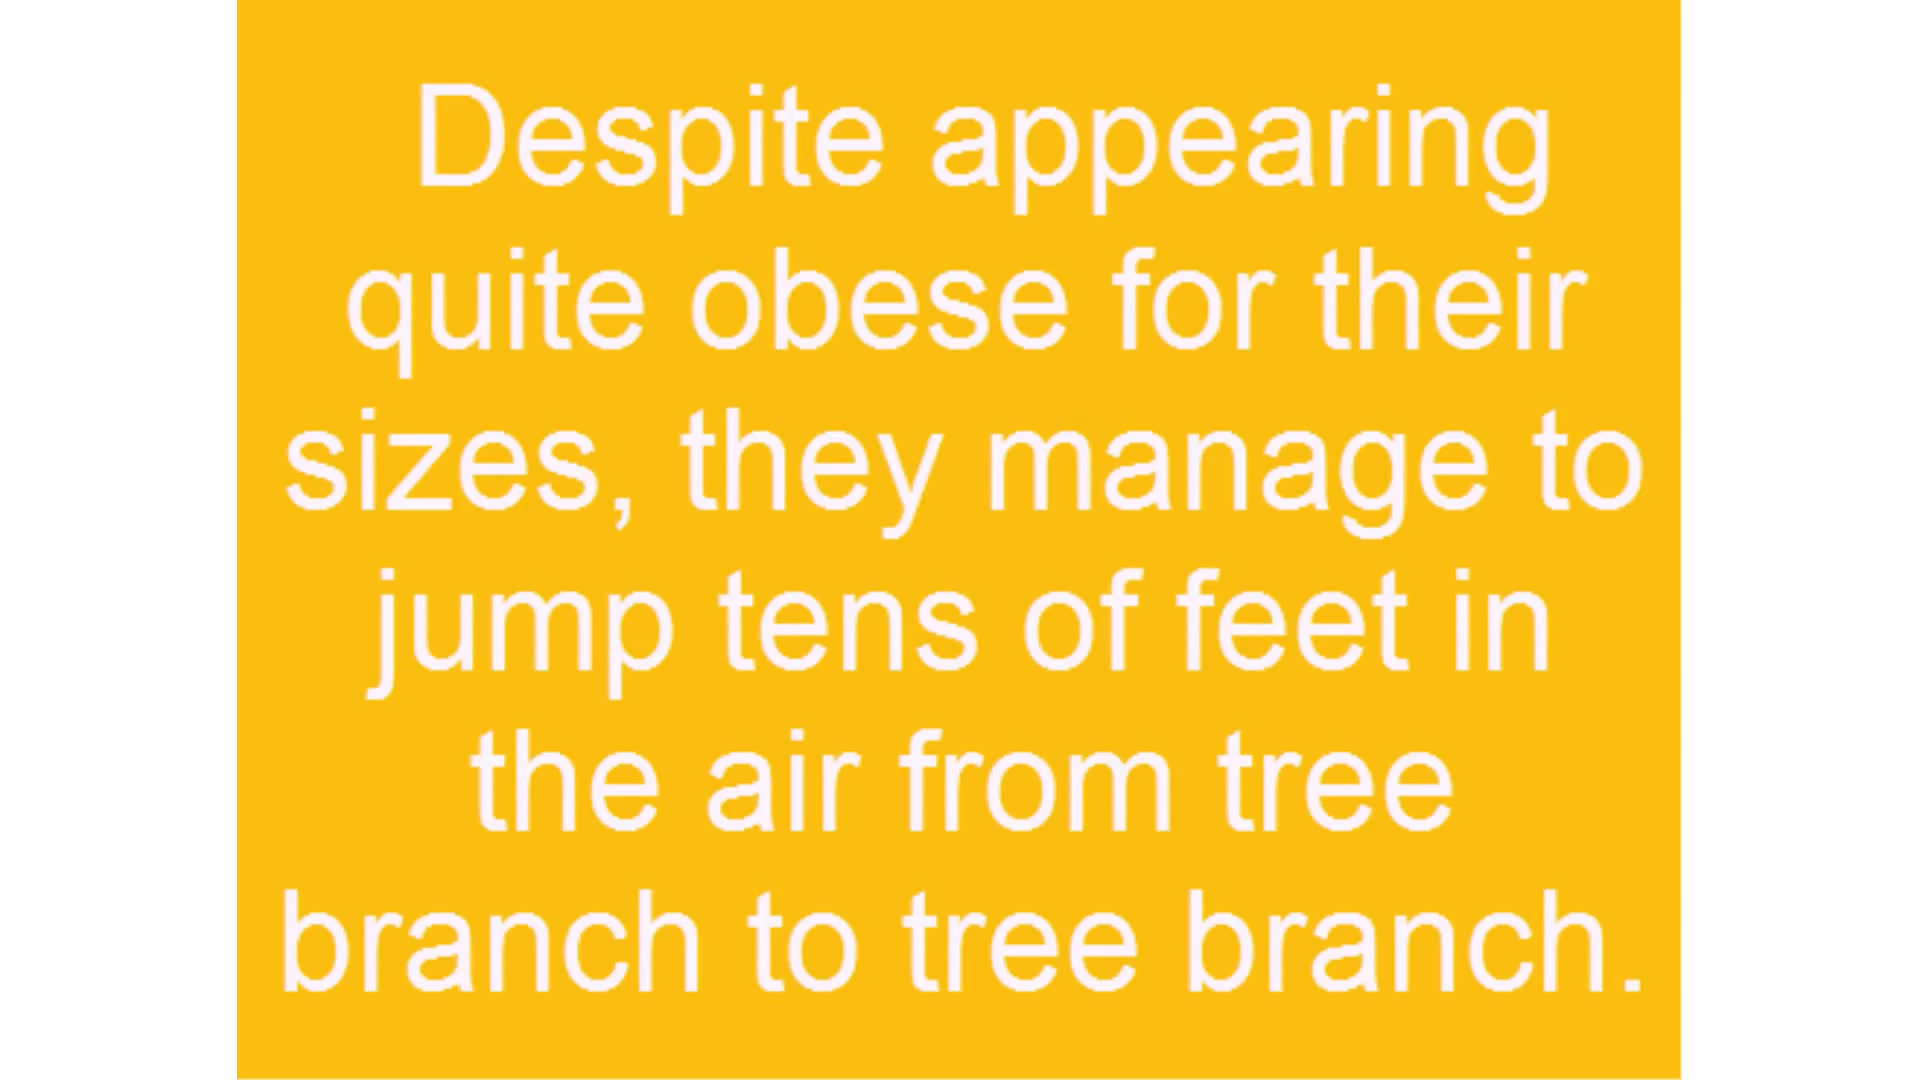 Despite appearing
quite obese for their
sizes, they manage to
jump tens of feet in
the air from tree
branch to tree branch.